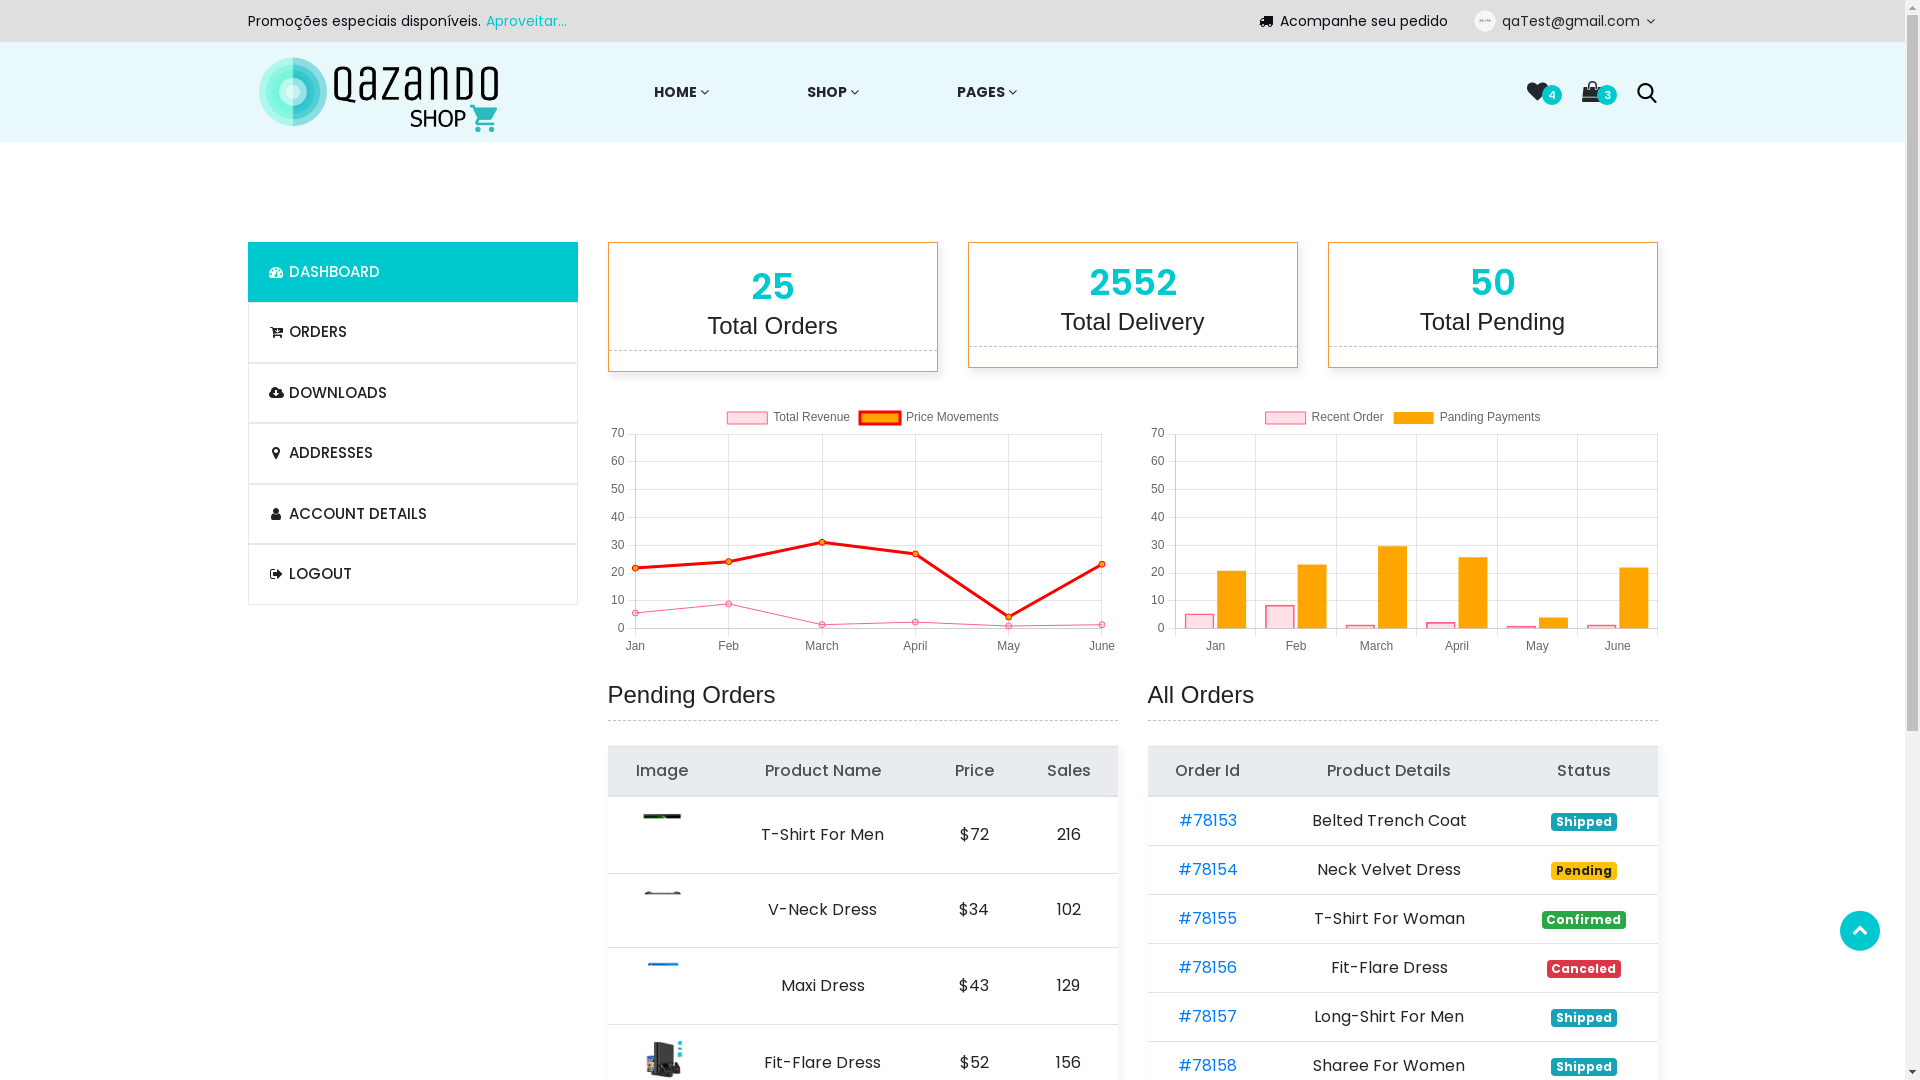 Promoções especiais disponíveis. Aproveitar...
Acompanhe seu pedido
qaTest@gmail.com
QAZANDO
SHOP
HOME
SHOP
PAGES
4
3
DASHBOARD
ORDERS
DOWNLOADS
ADDRESSES
ACCOUNT DETAILS
LOGOUT
25
Total Orders
2552
Total Delivery
50
Total Pending
Total Revenue
Price Movements
70
60
50
40
30
20
10
0
Jan Feb March April May June
Recent Order
Panding Payments
70
60
50
40
30
20
10
0
Jan Feb March April May June
Pending Orders
Image Product Name Price Sales
T-Shirt For Men $72 216
V-Neck Dress $34 102
Maxi Dress $43 129
Fit-Flare Dress $52 156
All Orders
Order Id Product Details Status
#78153 Belted Trench Coat Shipped
#78154 Neck Velvet Dress Pending
#78155 T-Shirt For Woman Confirmed
#78156 Fit-Flare Dress Canceled
#78157 Long-Shirt For Men Shipped
#78158 Sharee For Women Shipped